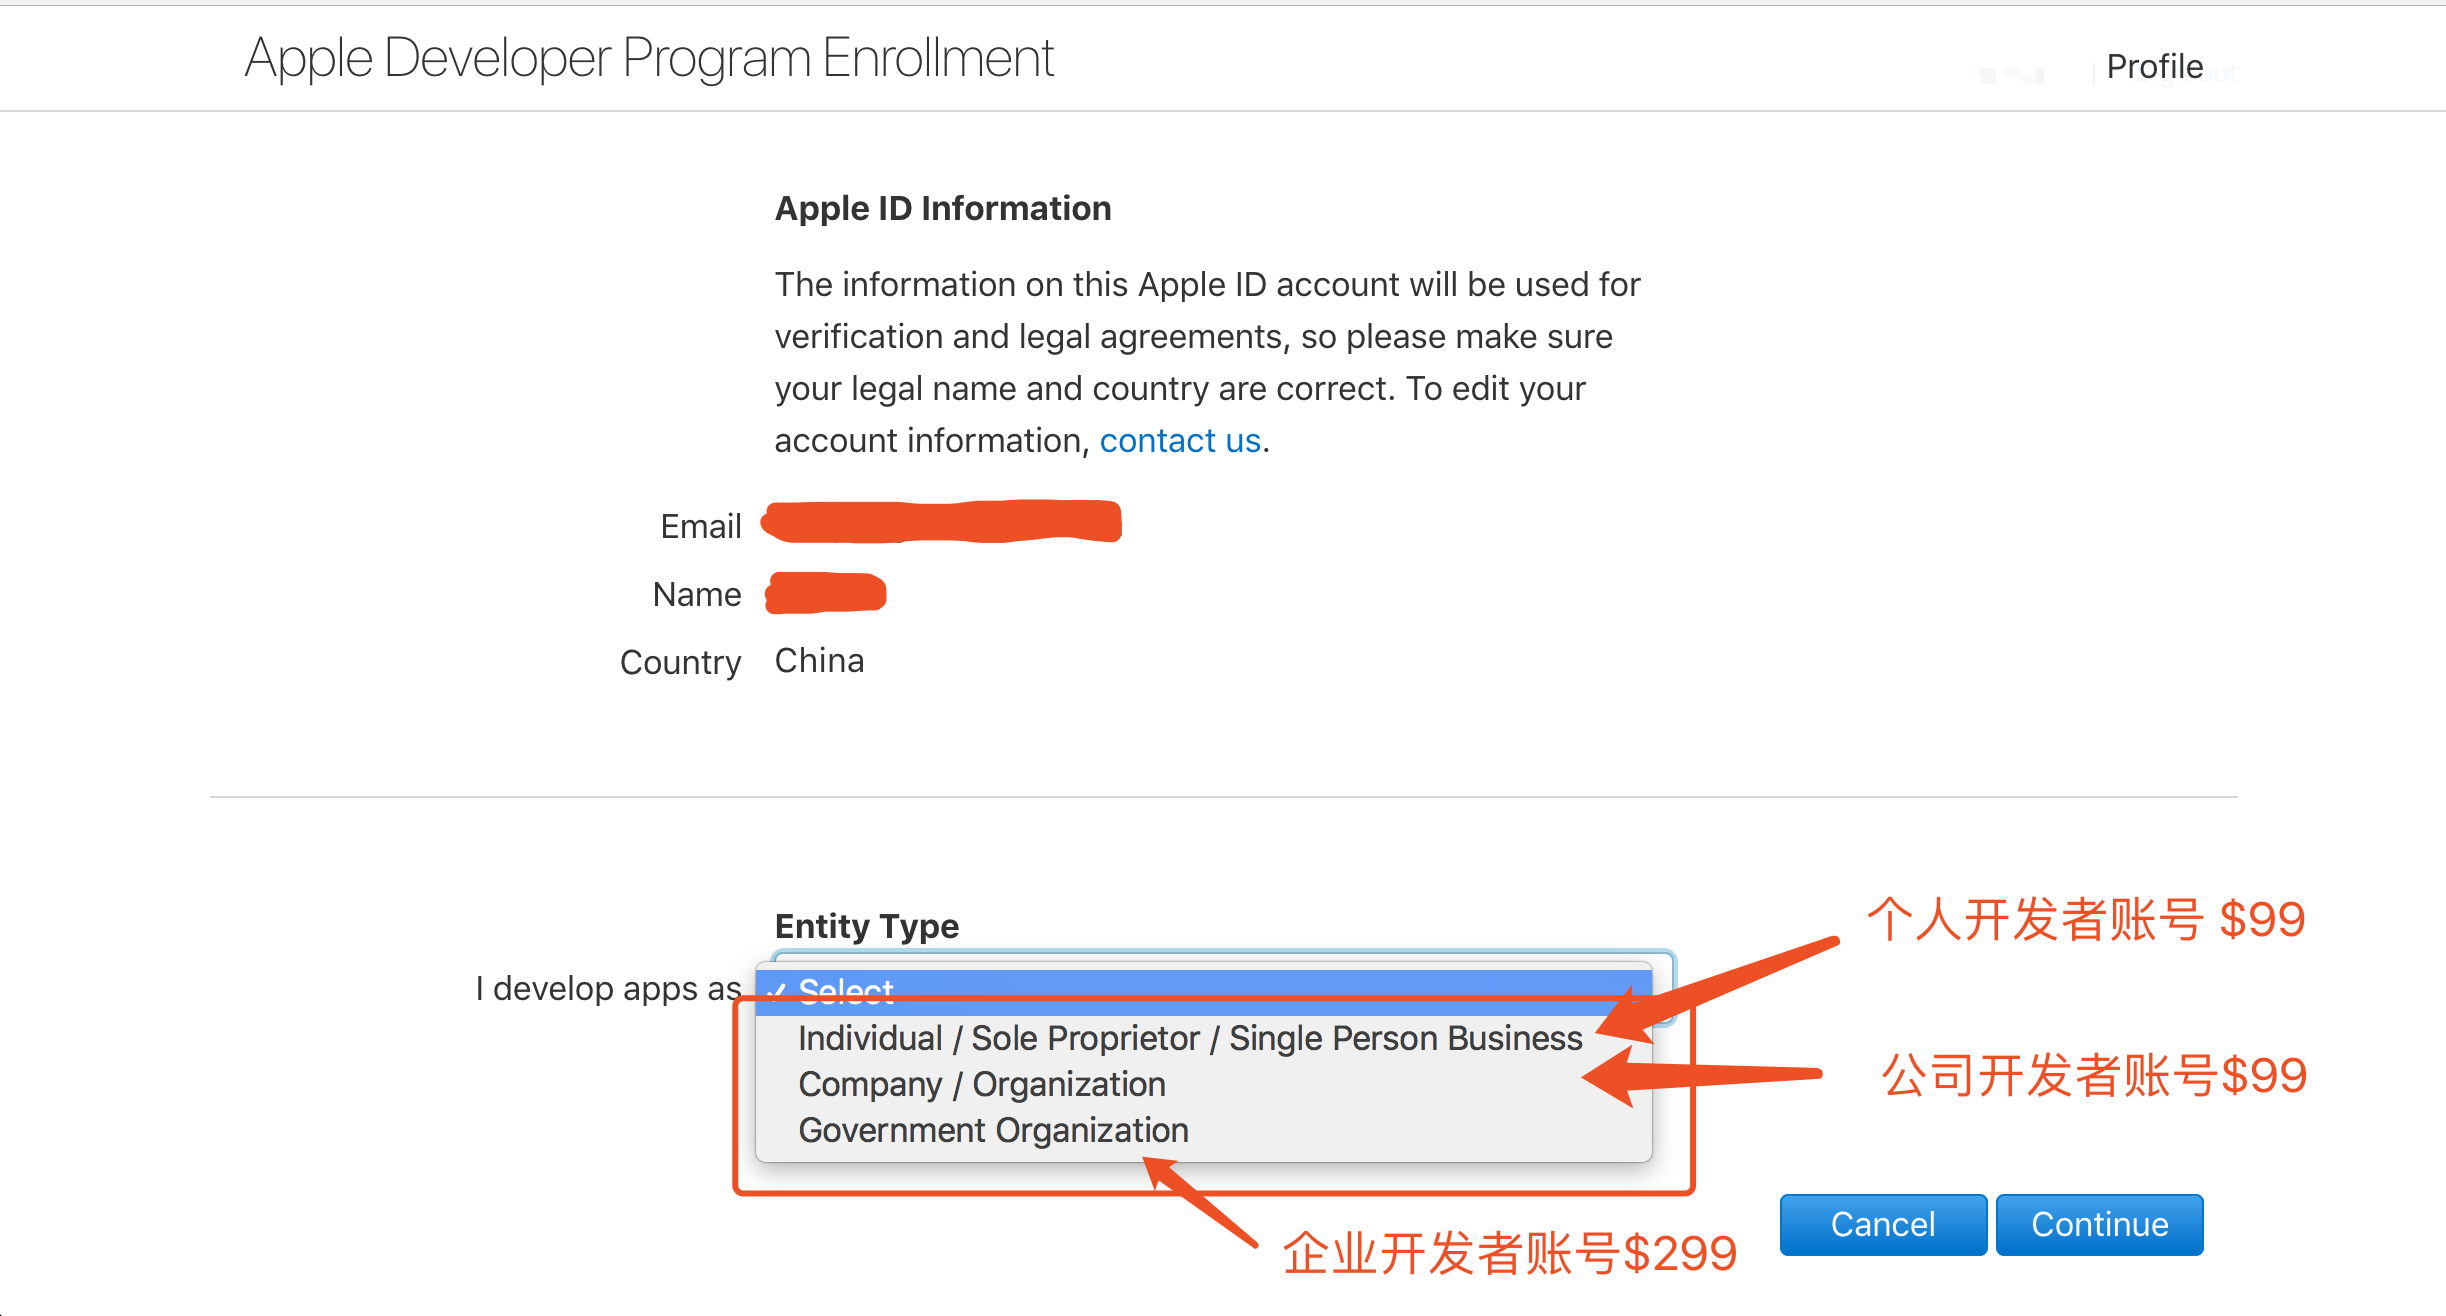 Apple Developer Program Enrollment
Profile
Apple ID Information
The information on this Apple ID account will be used for
verification and legal agreements, so please make sure
your legal name and country are correct. To edit your
account information, contact us.
Email
Name
Country China
Entity Type
I develop apps as
✓ Select
Individual / Sole Proprietor / Single Person Business
Company / Organization
Government Organization
个人开发者账号 $99
公司开发者账号$99
企业开发者账号$299
Cancel
Continue